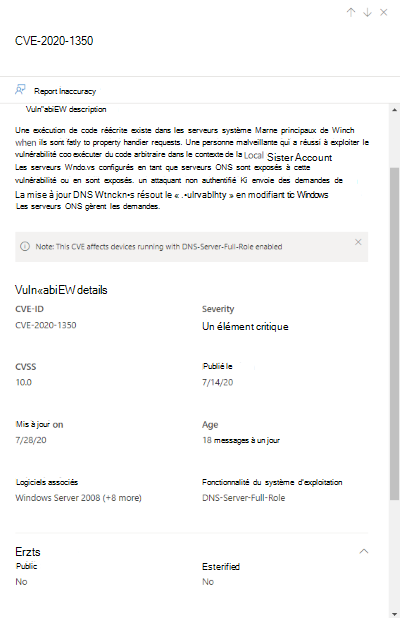 CVE-2020-1350
Report Inaccuracy
Vuln"abiEW description
Une exécution de code réécrite existe dans les serveurs système Marne principaux de Winch
when ils sont fatly to property handier requests. Une personne malveillante qui a réussi à exploiter le
vulnérabilité coo exécuter du code arbitraire dans le contexte de la Local Sister Account
Les serveurs Wndo.vs configurés en tant que serveurs ONS sont exposés à cette
vulnérabilité ou en sont exposés. un attaquant non authentifié Ki envoie des demandes de
La mise à jour DNS Wtnckn•s résout le « .•ulrvablhty » en modifiant tic Windows
Les serveurs ONS gèrent les demandes.
Note: This CVE affects devices running with DNS-Server-Full-Role enabled
Vuln«abiEW details
CVE-ID Severity
CVE-2020-1350 Un élément critique
CVSS Publié le
10.0 7/14/20
Mis à jour on Age
7/28/20 18 messages à un jour
Logiciels associés Fonctionnalité du système d'exploitation
Windows Server 2008 (+8 more) DNS-Server-Full-Role
Erzts
Public Esterified
No No